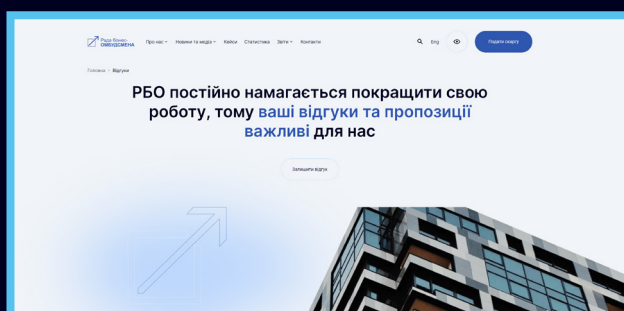 Рада бізнес-
ОМБУДСМЕНА
Про нас
Новини та медіа
Кейси
Статистика
Звіти
Контакти
Eng
Подати скаргу
Головна > Відгуки
РБО постійно намагається покращити свою
роботу, тому ваші відгуки та пропозиції
важливі для нас
Залишити відгук